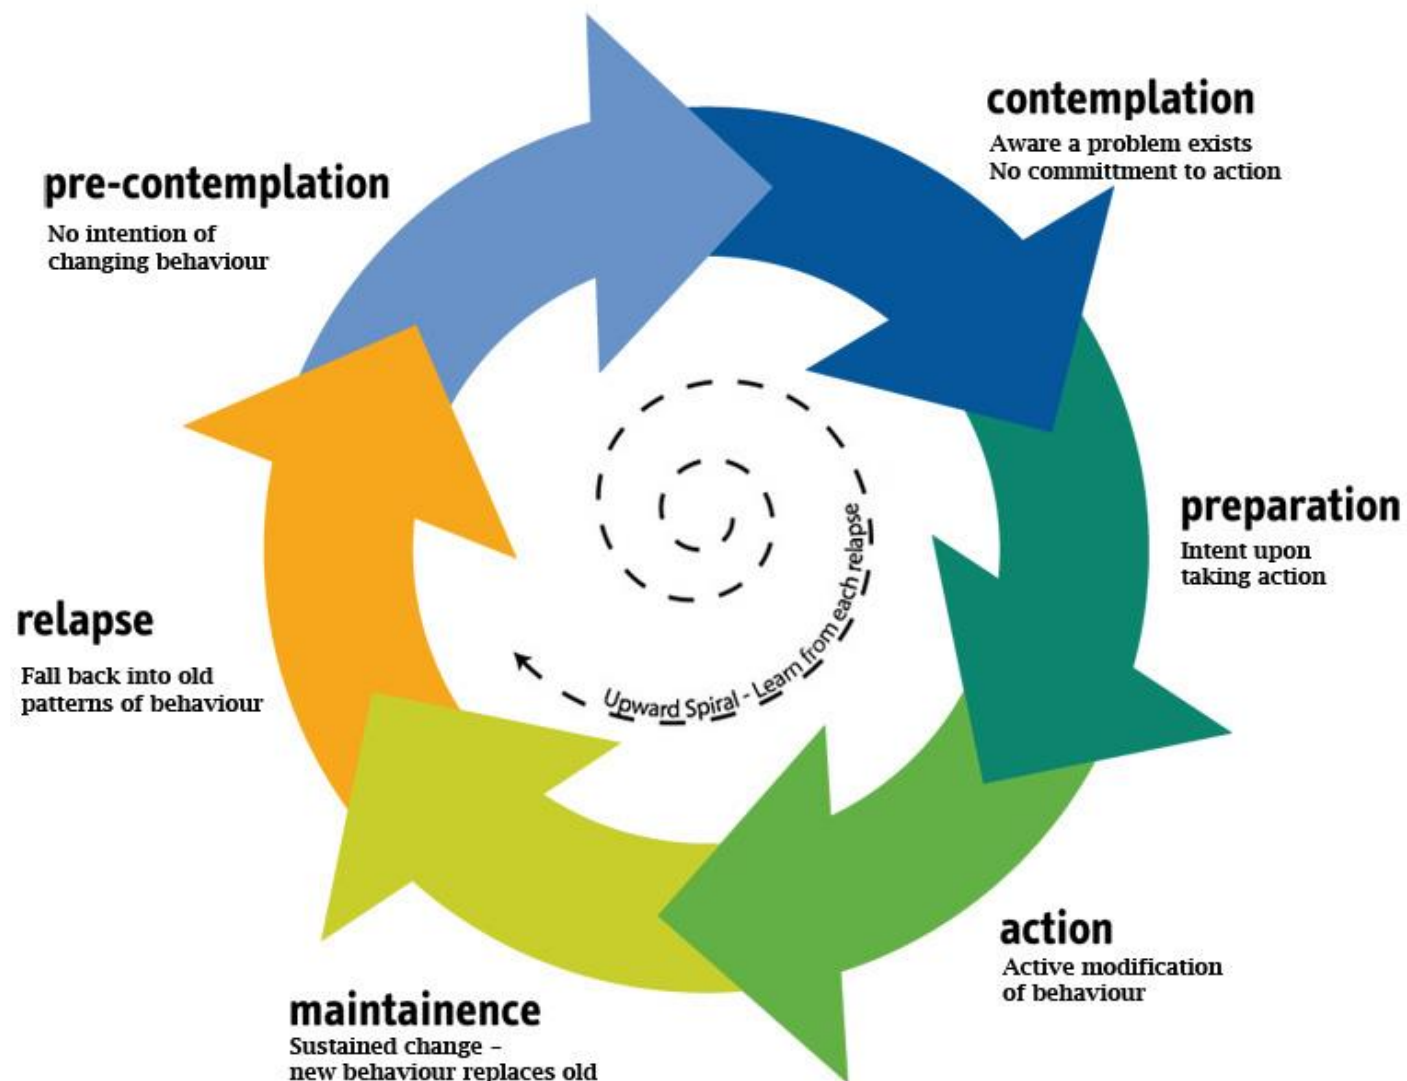 pre-contemplation
No intention of
changing behaviour
contemplation
Aware a problem exists
No committment to action
preparation
Intent upon
taking action
action
Active modification
of behaviour
maintainence
Sustained change –
new behaviour replaces old
relapse
Fall back into old
patterns of behaviour
Upward Spiral - Learn from each relapse